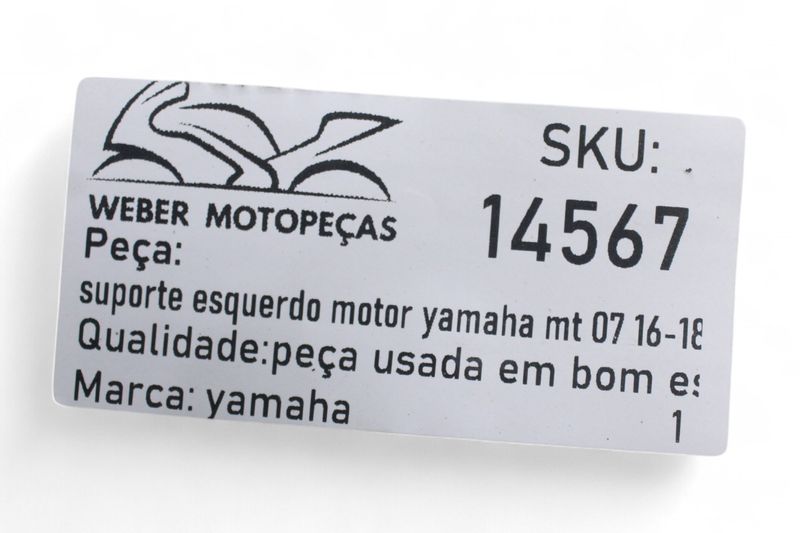 WEBER MOTOPEÇAS
SKU:
14567
Peça:
suporte esquerdo motor yamaha mt 07 16-18
Qualidade:peça usada em bom es
Marca: yamaha
1